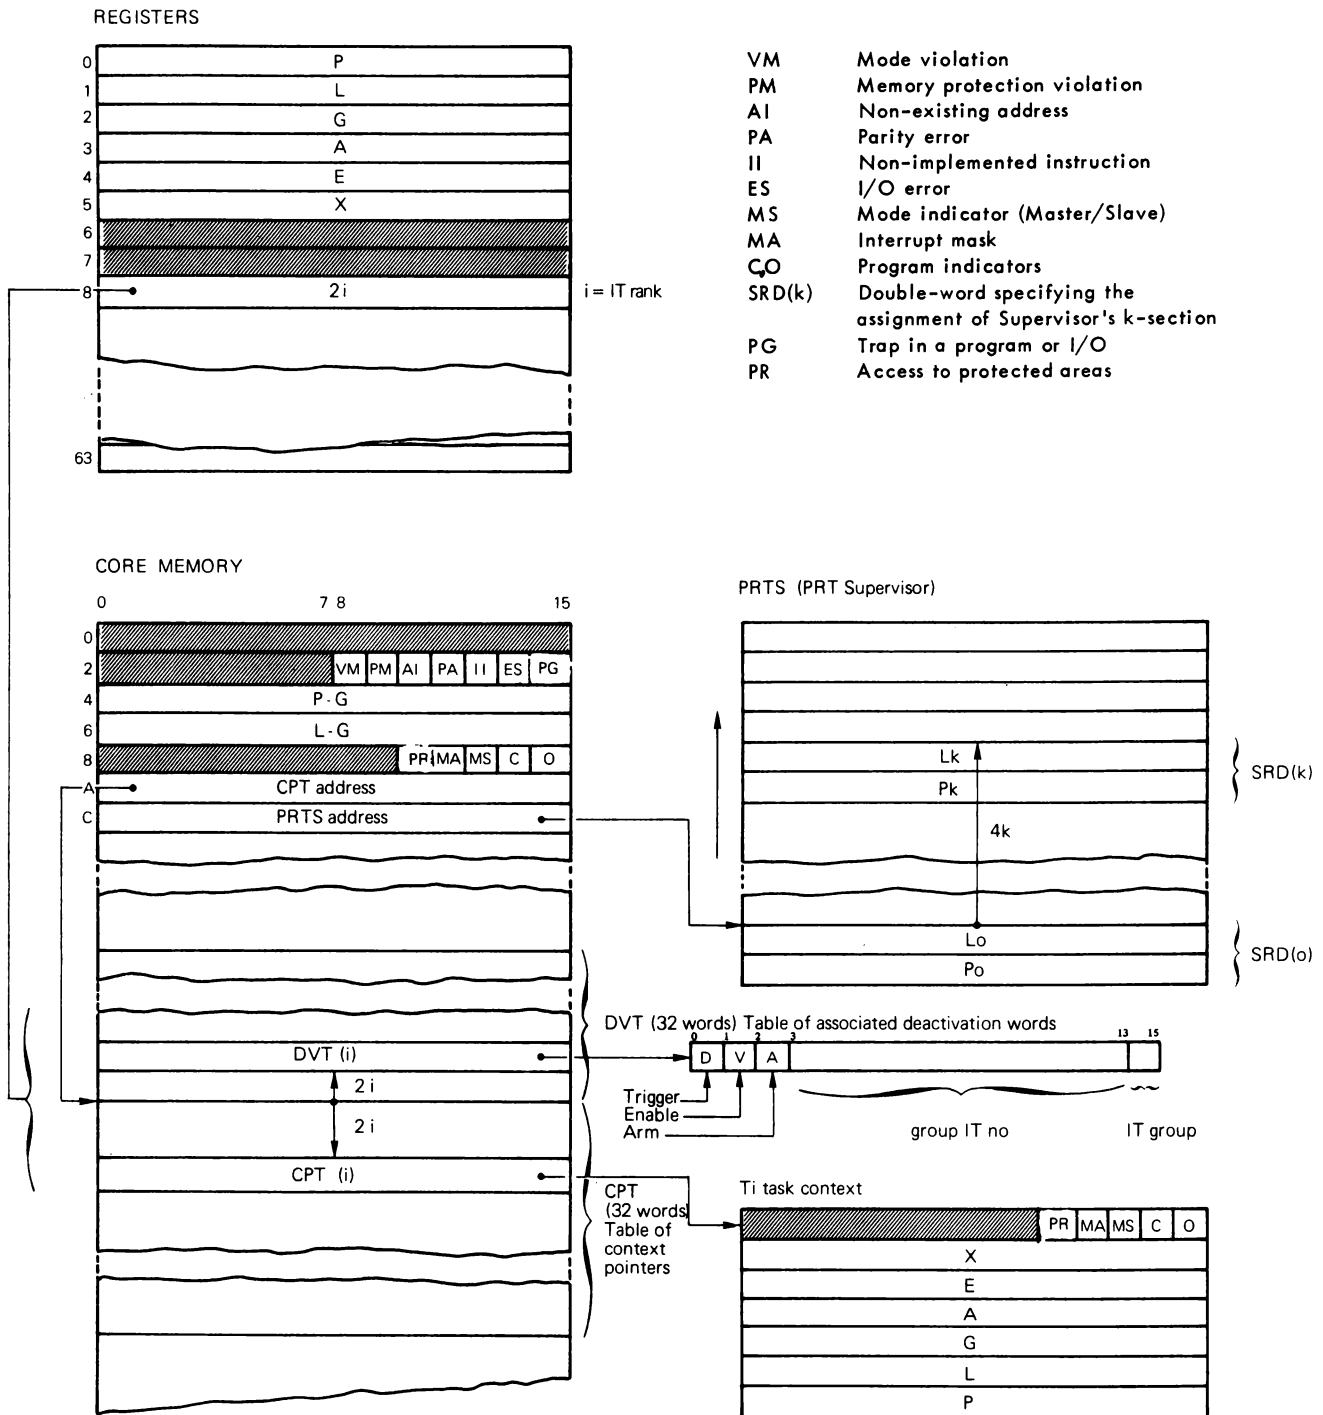 REGISTERS
0 P
1 L
2 G
3 A
4 E
5 X
6
7
8 2i i = IT rank
63
VM Mode violation
PM Memory protection violation
AI Non-existing address
PA Parity error
II Non-implemented instruction
ES I/O error
MS Mode indicator (Master/Slave)
MA Interrupt mask
C,O Program indicators
SRD(k) Double-word specifying the
assignment of Supervisor's k-section
PG Trap in a program or I/O
PR Access to protected areas
CORE MEMORY
0 7 8 15
0
2 VM PM AI PA II ES PG
4 P-G
6 L-G
8 PR MA MS C O
A CPT address
C PRTS address
DVT (i)
2i
2i
CPT (i)
PRTS (PRT Supervisor)
Lk
Pk
SRD(k)
4k
Lo
Po
SRD(o)
DVT (32 words) Table of associated deactivation words
0 1 2 3 13 15
D V A
Trigger
Enable
Arm
group IT no IT group
CPT
(32 words)
Table of
context
pointers
Ti task context
PR MA MS C O
X
E
A
G
L
P